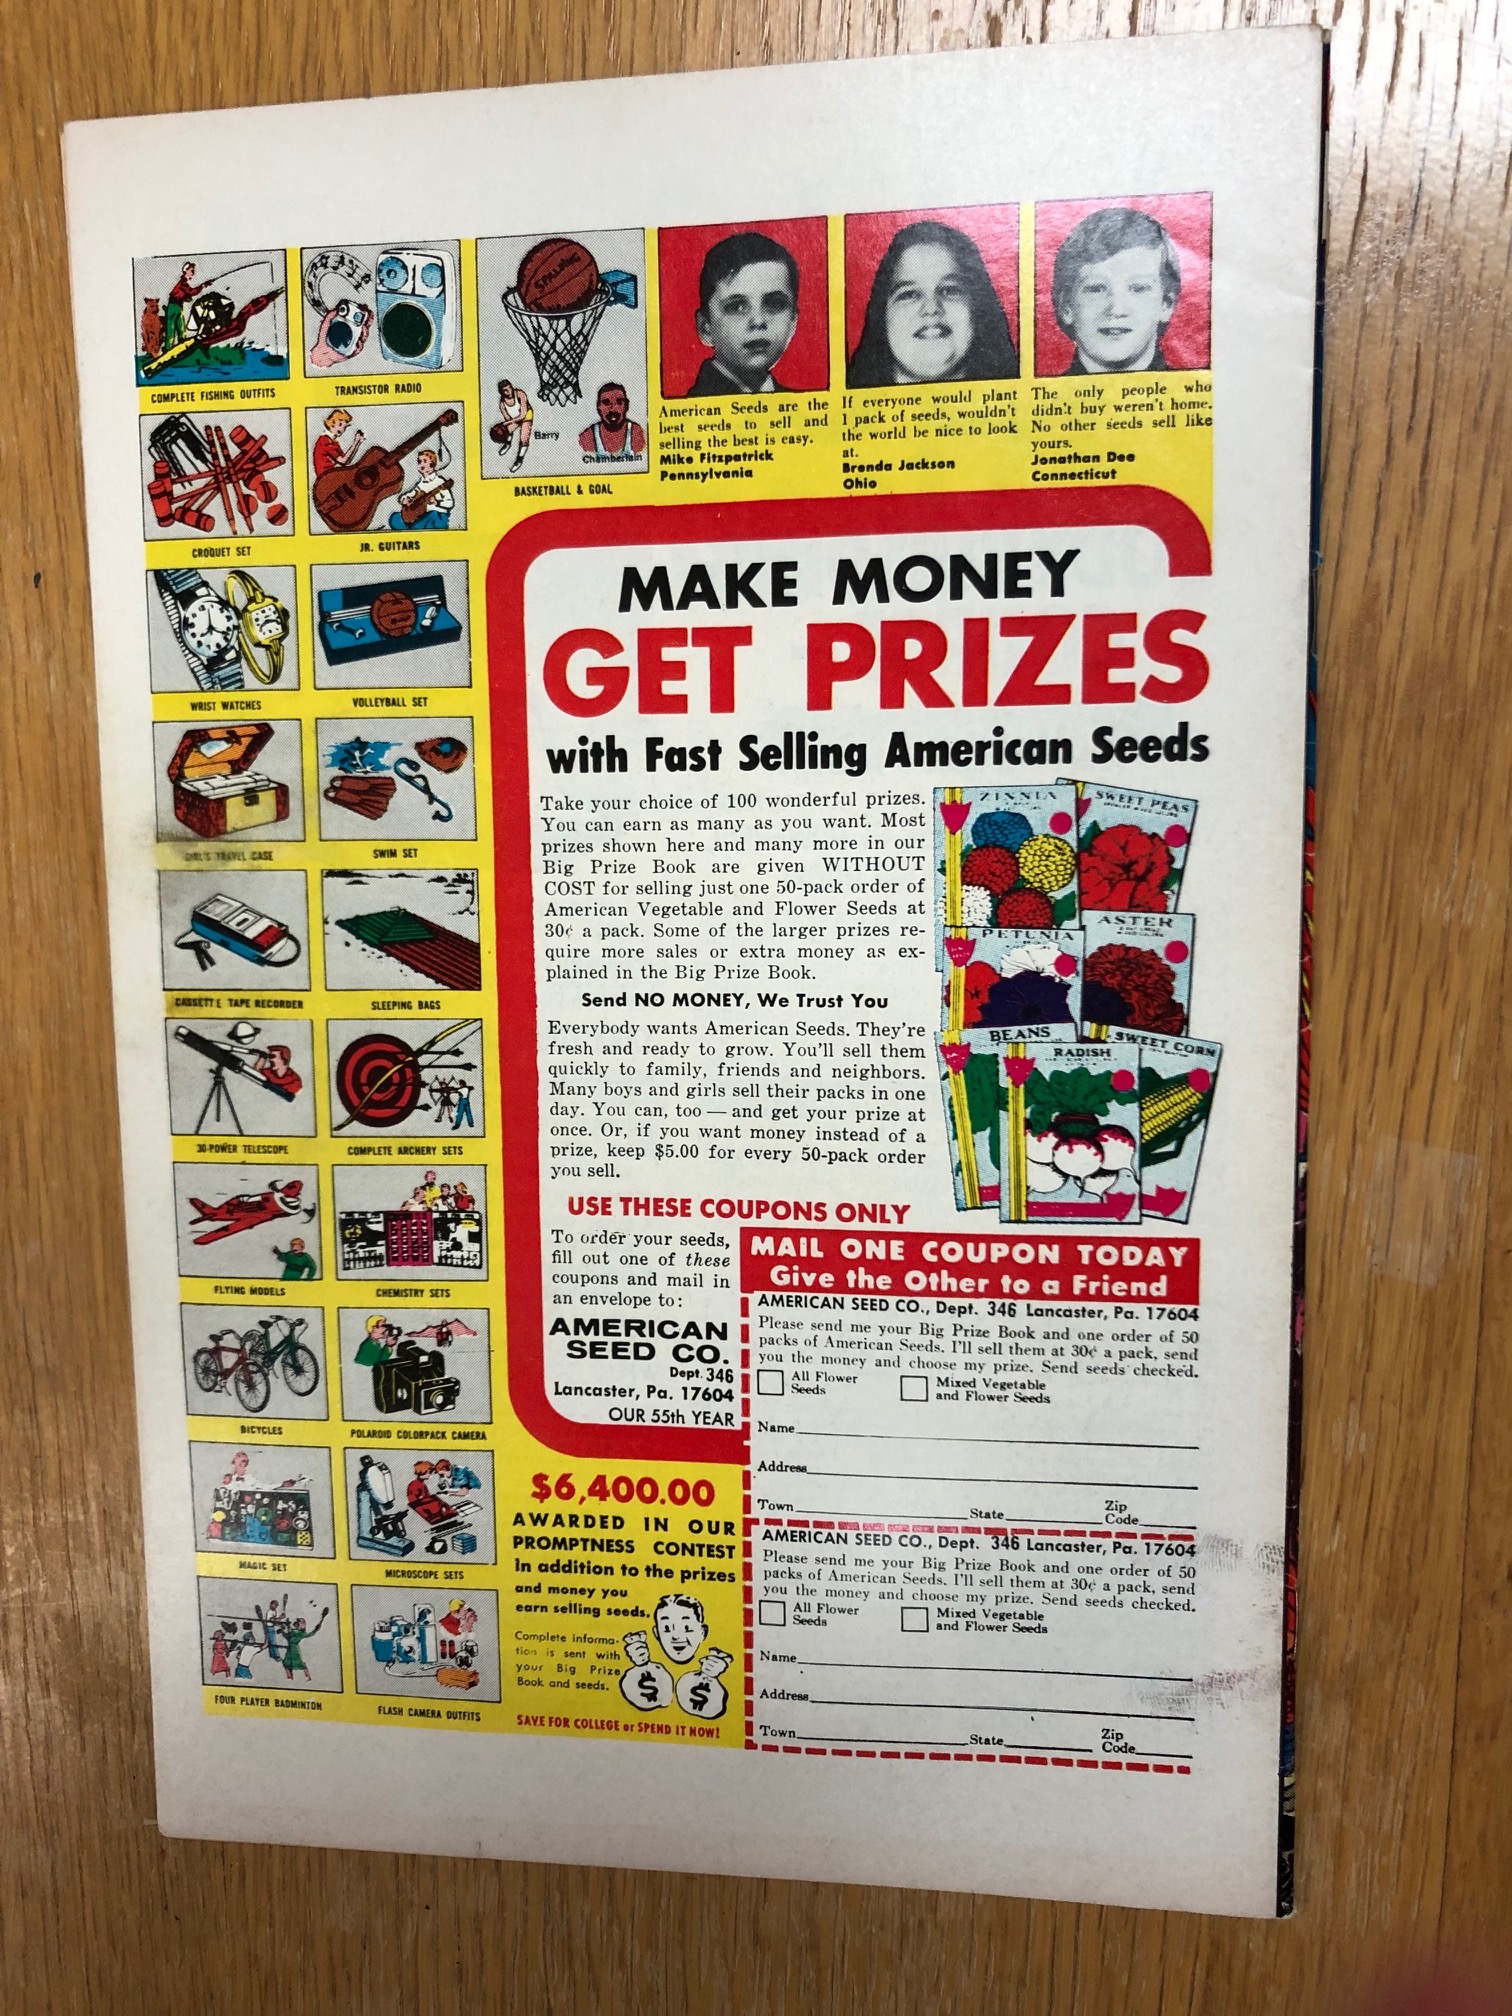 COMPLETE FISHING OUTFITS
TRANSISTOR RADIO
SPALDING
Barry
Chamberlain
BASKETBALL & GOAL
CROQUET SET
JR. GUITARS
WRIST WATCHES
VOLLEYBALL SET
GIRL'S TRAVEL CASE
SWIM SET
CASSETTE TAPE RECORDER
SLEEPING BAGS
30-POWER TELESCOPE
COMPLETE ARCHERY SETS
FLYING MODELS
CHEMISTRY SETS
BICYCLES
POLAROID COLORPACK CAMERA
MAGIC SET
MICROSCOPE SETS
FOUR PLAYER BADMINTON
FLASH CAMERA OUTFITS
American Seeds are the
best seeds to sell and
selling the best is easy.
Mike Fitzpatrick
Pennsylvania
If everyone would plant
1 pack of seeds, wouldn't
the world be nice to look
at.
Brenda Jackson
Ohio
The only people who
didn't buy weren't home.
No other seeds sell like
yours.
Jonathan Dee
Connecticut
MAKE MONEY
GET PRIZES
with Fast Selling American Seeds
Take your choice of 100 wonderful prizes.
You can earn as many as you want. Most
prizes shown here and many more in our
Big Prize Book are given WITHOUT
COST for selling just one 50-pack order of
American Vegetable and Flower Seeds at
30¢ a pack. Some of the larger prizes re-
quire more sales or extra money as ex-
plained in the Big Prize Book.
Send NO MONEY, We Trust You
Everybody wants American Seeds. They're
fresh and ready to grow. You'll sell them
quickly to family, friends and neighbors.
Many boys and girls sell their packs in one
day. You can, too — and get your prize at
once. Or, if you want money instead of a
prize, keep $5.00 for every 50-pack order
you sell.
ZINNIA
SWEET PEAS
PETUNIA
ASTER
BEANS
RADISH
SWEET CORN
USE THESE COUPONS ONLY
To order your seeds,
fill out one of these
coupons and mail in
an envelope to:
AMERICAN
SEED CO.
Dept. 346
Lancaster, Pa. 17604
OUR 55th YEAR
MAIL ONE COUPON TODAY
Give the Other to a Friend
AMERICAN SEED CO., Dept. 346 Lancaster, Pa. 17604
Please send me your Big Prize Book and one order of 50
packs of American Seeds. I'll sell them at 30¢ a pack, send
you the money and choose my prize. Send seeds checked.
All Flower
Seeds
Mixed Vegetable
and Flower Seeds
Name
Address
Town State Zip
Code
AMERICAN SEED CO., Dept. 346 Lancaster, Pa. 17604
Please send me your Big Prize Book and one order of 50
packs of American Seeds. I'll sell them at 30¢ a pack, send
you the money and choose my prize. Send seeds checked.
All Flower
Seeds
Mixed Vegetable
and Flower Seeds
Name
Address
Town State Zip
Code
$6,400.00
AWARDED IN OUR
PROMPTNESS CONTEST
In addition to the prizes
and money you
earn selling seeds.
Complete informa-
tion is sent with
your Big Prize
Book and seeds.
$ $
SAVE FOR COLLEGE or SPEND IT NOW!